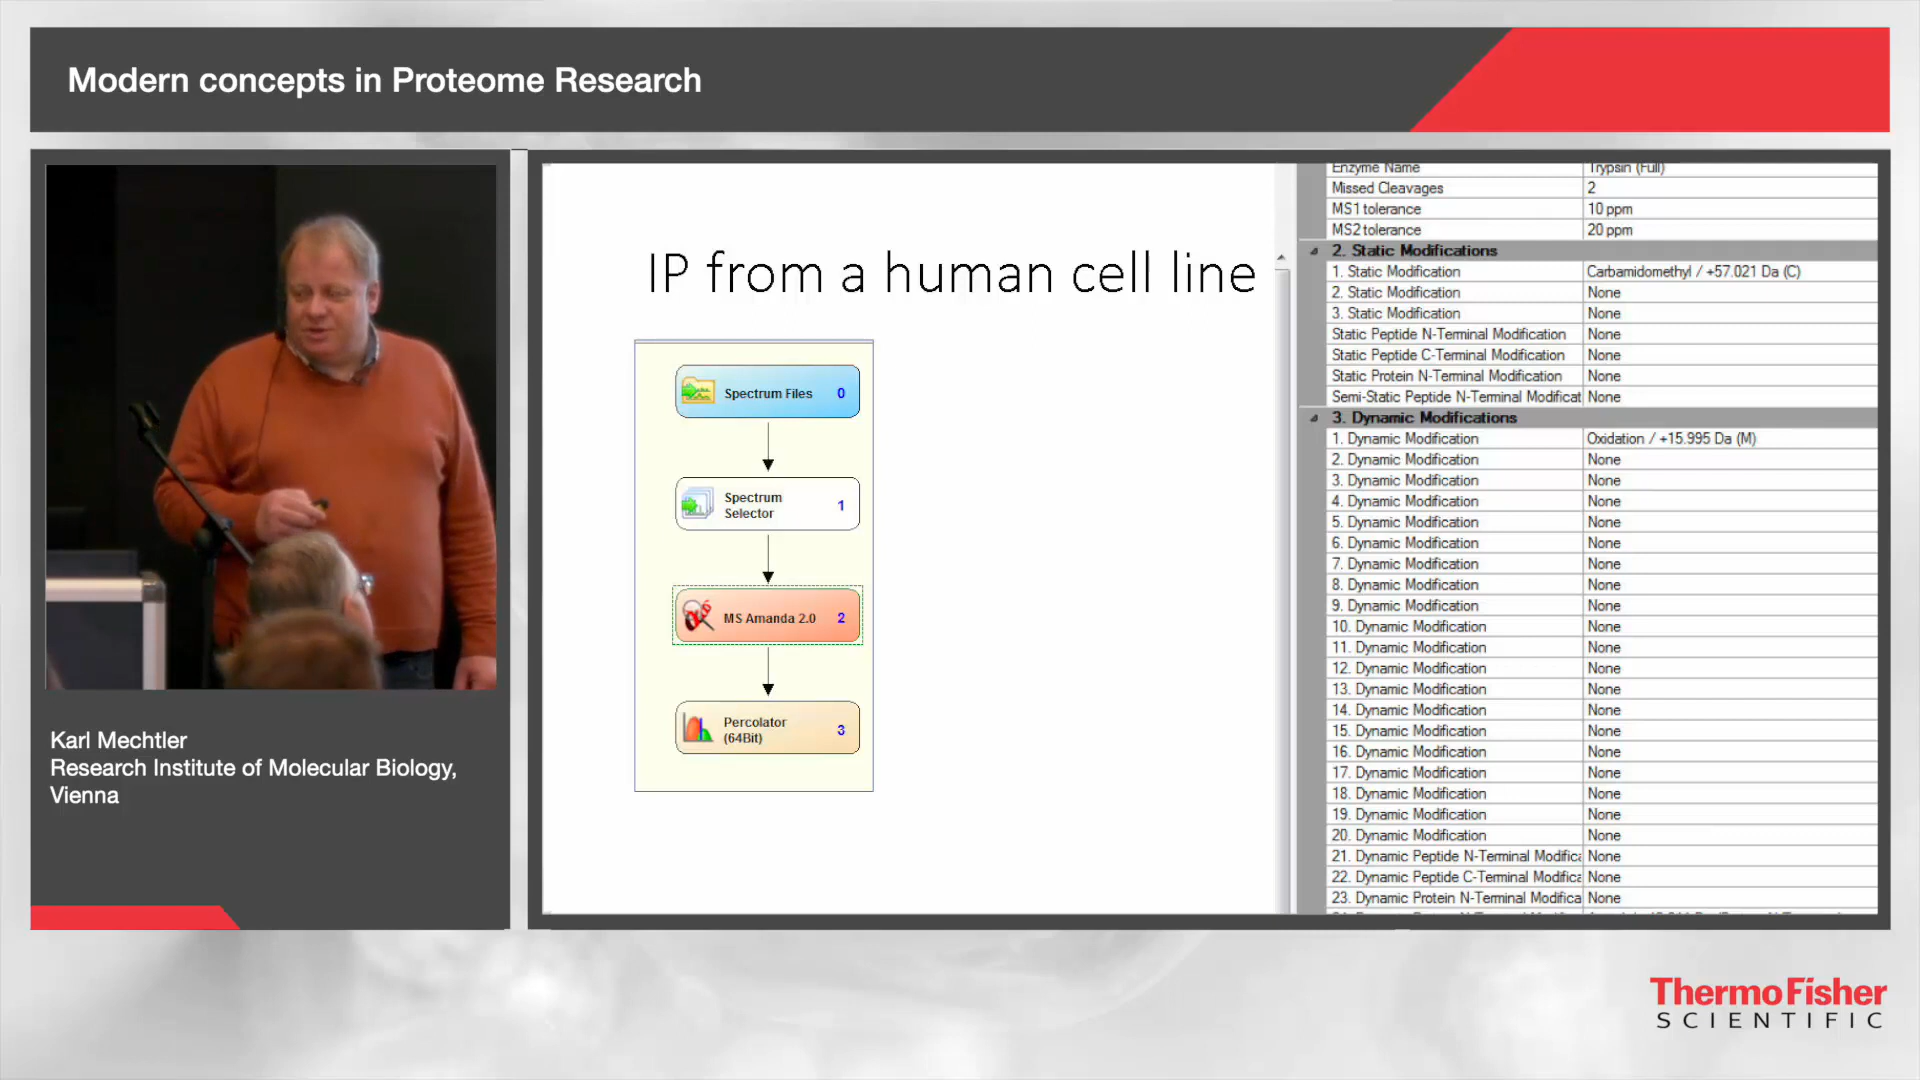 Modern concepts in Proteome Research
Karl Mechtler
Research Institute of Molecular Biology,
Vienna
IP from a human cell line
Spectrum Files 0
Spectrum
Selector 1
MS Amanda 2.0 2
Percolator
(64Bit) 3
Enzyme Name Trypsin (Full)
Missed Cleavages 2
MS1 tolerance 10 ppm
MS2 tolerance 20 ppm
2. Static Modifications
1. Static Modification Carbamidomethyl / +57.021 Da (C)
2. Static Modification None
3. Static Modification None
Static Peptide N-Terminal Modification None
Static Peptide C-Terminal Modification None
Static Protein N-Terminal Modification None
Semi-Static Peptide N-Terminal Modificat None
3. Dynamic Modifications
1. Dynamic Modification Oxidation / +15.995 Da (M)
2. Dynamic Modification None
3. Dynamic Modification None
4. Dynamic Modification None
5. Dynamic Modification None
6. Dynamic Modification None
7. Dynamic Modification None
8. Dynamic Modification None
9. Dynamic Modification None
10. Dynamic Modification None
11. Dynamic Modification None
12. Dynamic Modification None
13. Dynamic Modification None
14. Dynamic Modification None
15. Dynamic Modification None
16. Dynamic Modification None
17. Dynamic Modification None
18. Dynamic Modification None
19. Dynamic Modification None
20. Dynamic Modification None
21. Dynamic Peptide N-Terminal Modifica None
22. Dynamic Peptide C-Terminal Modifica None
23. Dynamic Protein N-Terminal Modifica None
ThermoFisher
SCIENTIFIC